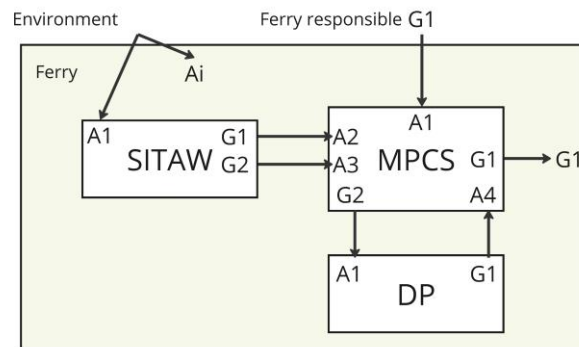 Environment
Ferry responsible G1
Ferry
Ai
A1
G1
SITAW
G2
A1
A2
MPCS
A3
G1
G1
G2
A4
A1
G1
DP